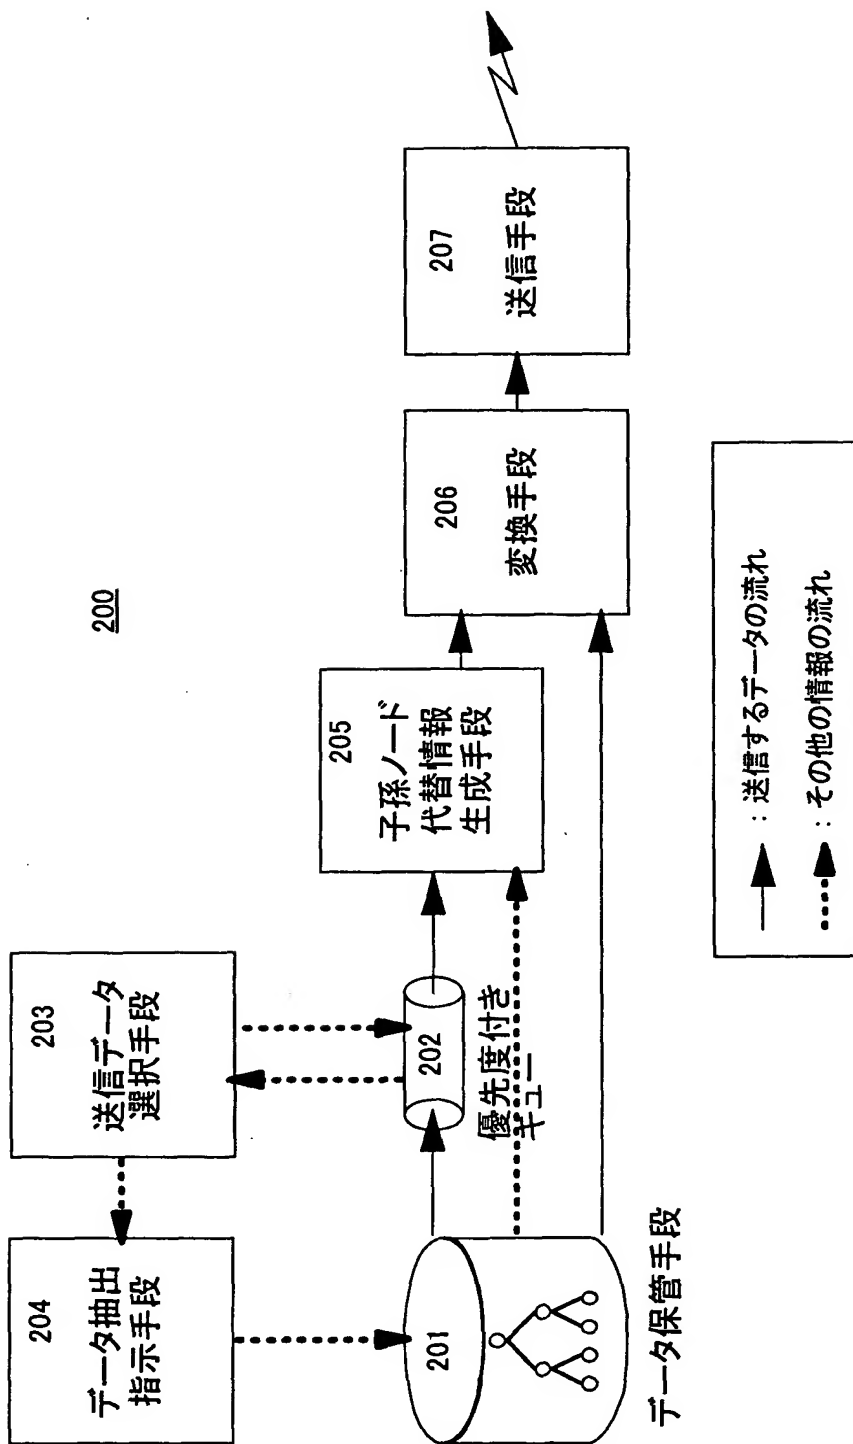 200
204
データ抽出
指示手段
203
送信データ
選択手段
201
データ保管手段
202
優先度付き
キュー
205
子孫ノード
代替情報
生成手段
206
変換手段
207
送信手段
：送信するデータの流れ
：その他の情報の流れ